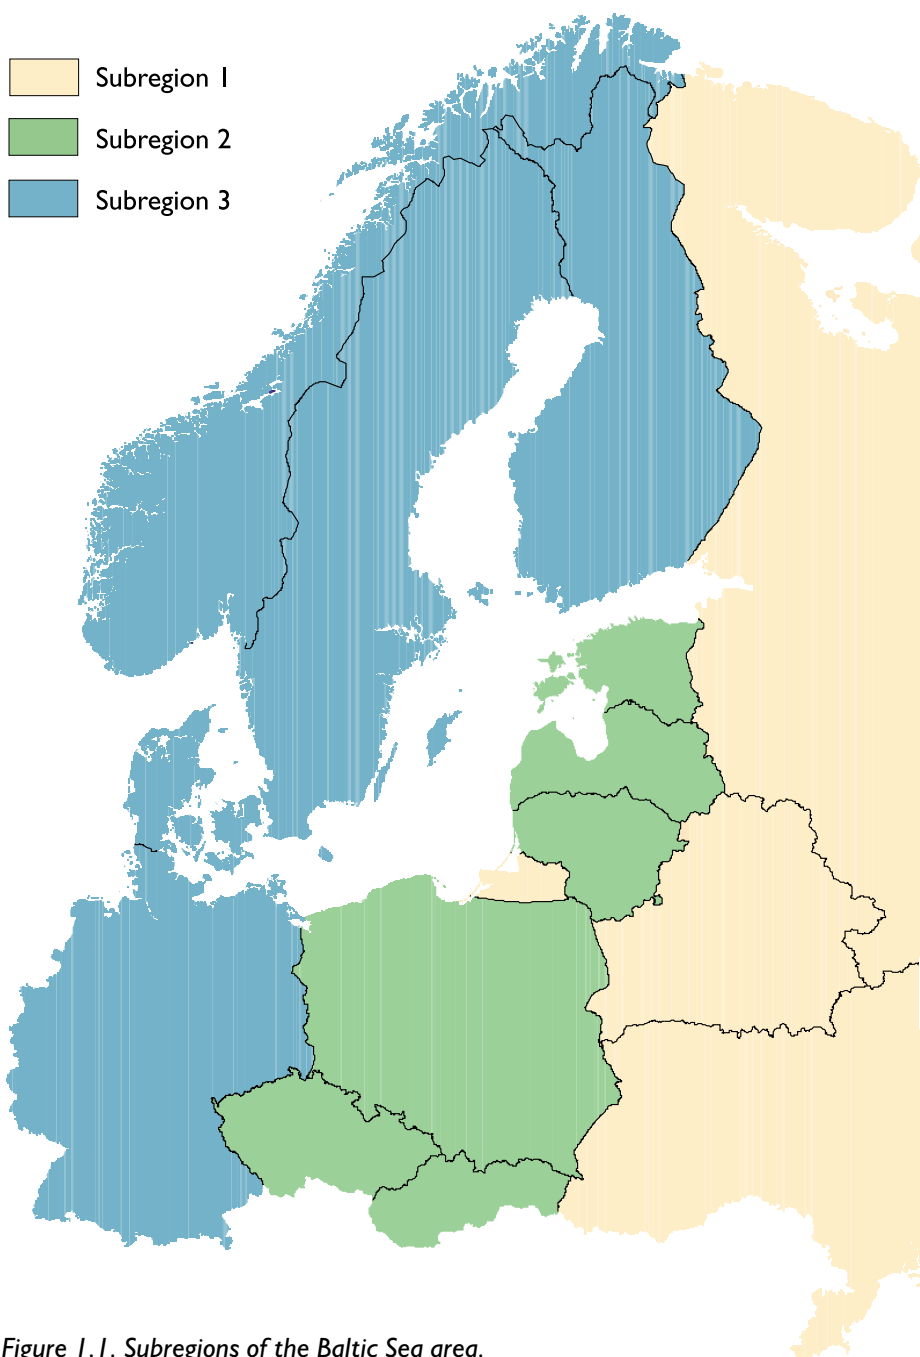 Subregion 1
Subregion 2
Subregion 3
Figure 1.1. Subregions of the Baltic Sea area.